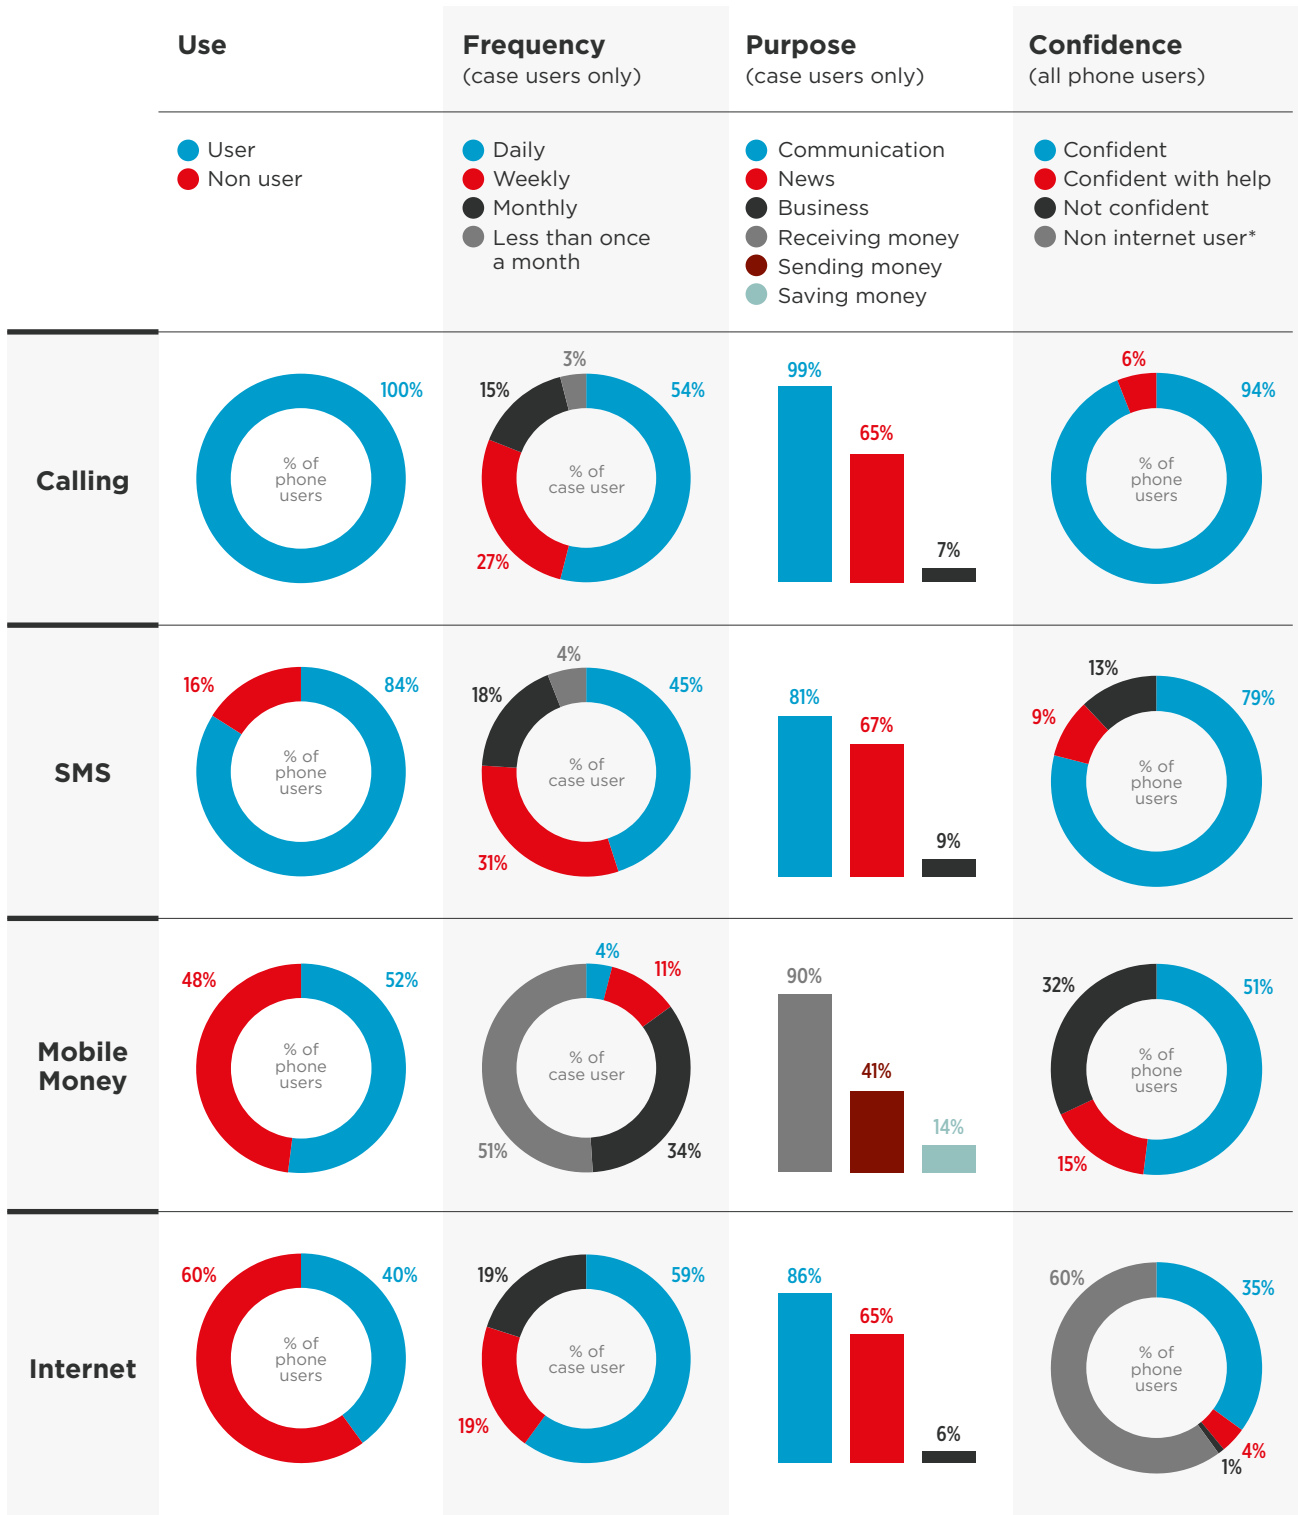 Use
Frequency
(case users only)
Purpose
(case users only)
Confidence
(all phone users)
User
Non user
Daily
Weekly
Monthly
Less than once
a month
Communication
News
Business
Receiving money
Sending money
Saving money
Confident
Confident with help
Not confident
Non internet user*
Calling
100%
% of
phone
users
3%
15%
54%
27%
% of
case user
99%
65%
7%
6%
94%
% of
phone
users
SMS
16%
84%
% of
phone
users
4%
18%
45%
31%
% of
case user
81%
67%
9%
13%
9%
79%
% of
phone
users
Mobile
Money
48%
52%
% of
phone
users
4%
11%
51%
34%
% of
case user
90%
41%
14%
32%
51%
15%
% of
phone
users
Internet
60%
40%
% of
phone
users
19%
59%
19%
% of
case user
86%
65%
6%
60%
35%
4%
1%
% of
phone
users